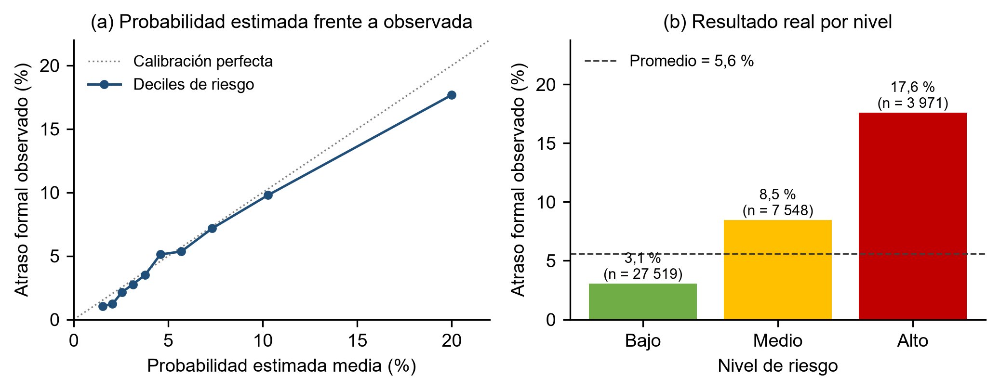 (a) Probabilidad estimada frente a observada
Calibración perfecta
Deciles de riesgo
Atraso formal observado (%)
20
15
10
5
0
0 5 10 15 20
Probabilidad estimada media (%)
(b) Resultado real por nivel
Promedio = 5,6 %
Atraso formal observado (%)
20
15
10
5
0
3,1 %
(n = 27 519)
8,5 %
(n = 7 548)
17,6 %
(n = 3 971)
Bajo Medio Alto
Nivel de riesgo